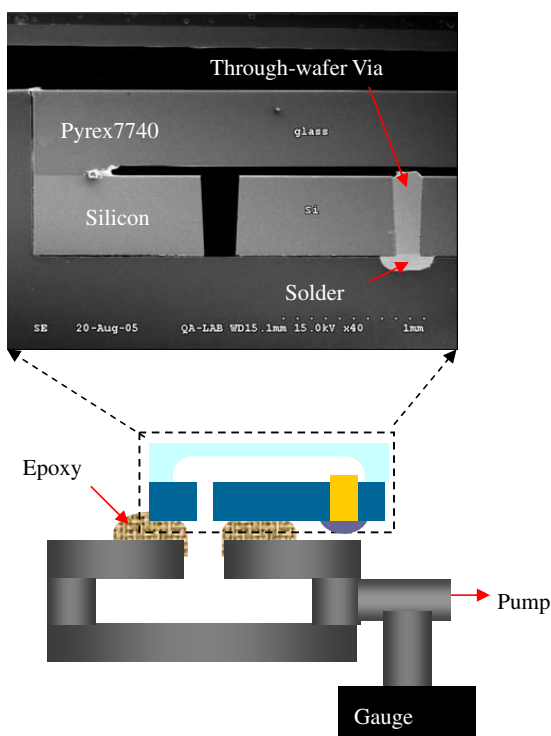 Through-wafer Via
Pyrex7740
glass
Silicon
Si
Solder
SE 20-Aug-05 QA-LAB WD15.1mm 15.0kV x40 1mm
Epoxy
Pump
Gauge